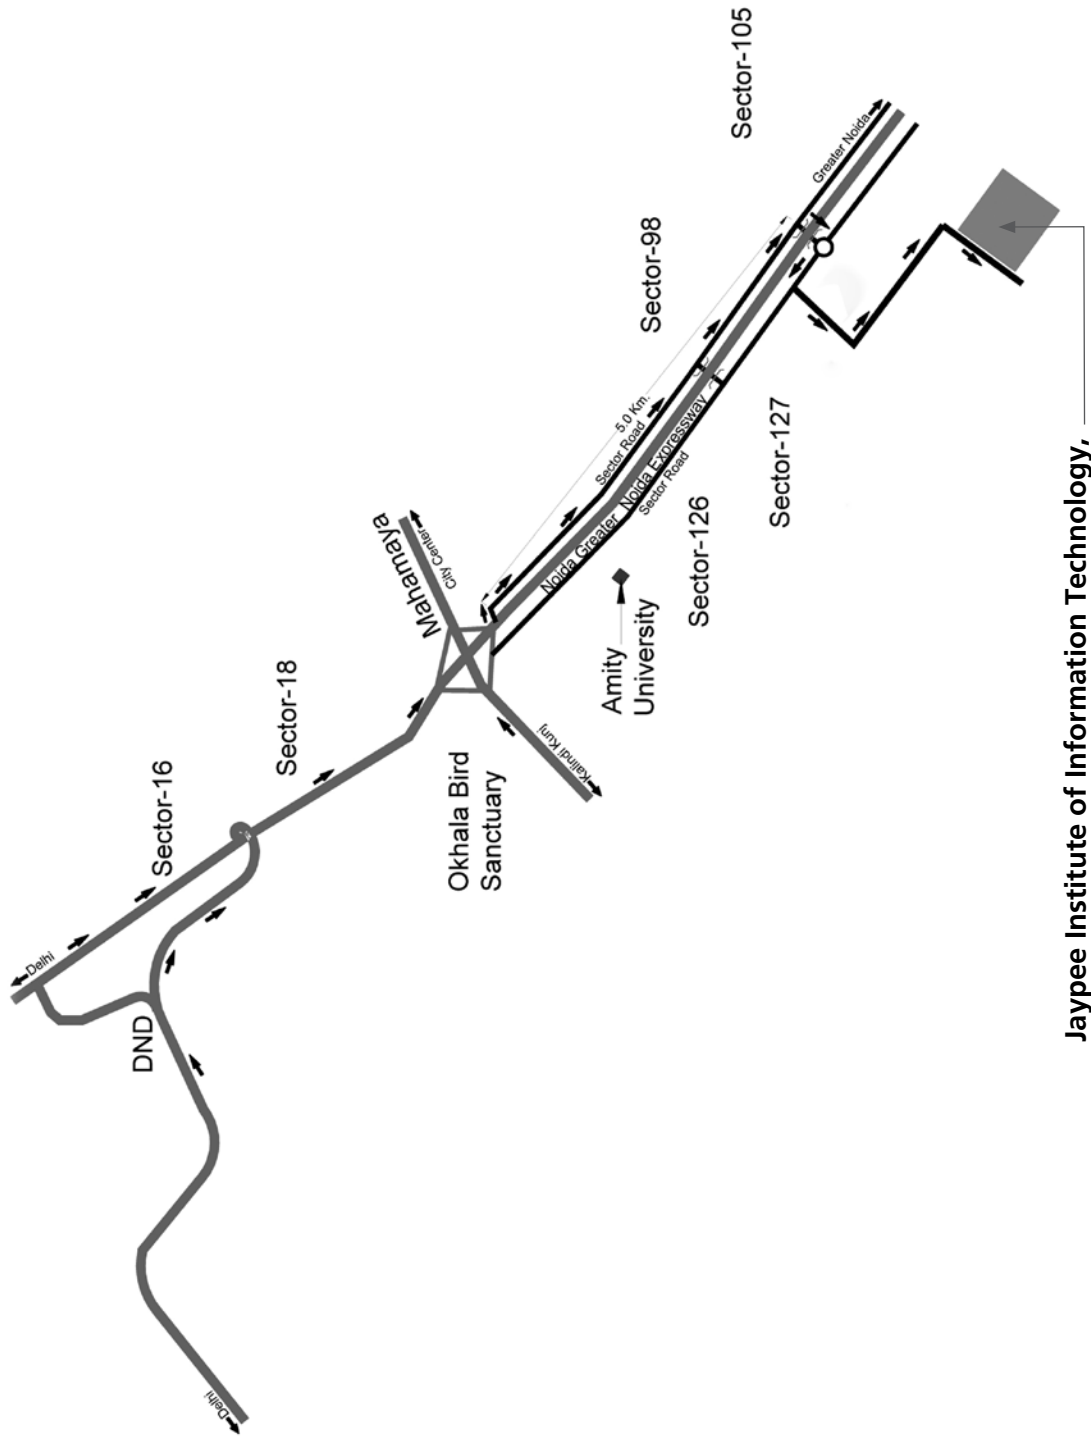 Delhi
DND
Delhi
Sector-16
Sector-18
Okhala Bird
Sanctuary
Kalindi Kunj
Mahamaya
City Center
Amity
University
Noida Greater Noida Expressway
Sector Road
Sector Road
5.0 Km.
Sector-126
Sector-127
Sector-98
Sector-105
Greater Noida
Jaypee Institute of Information Technology,